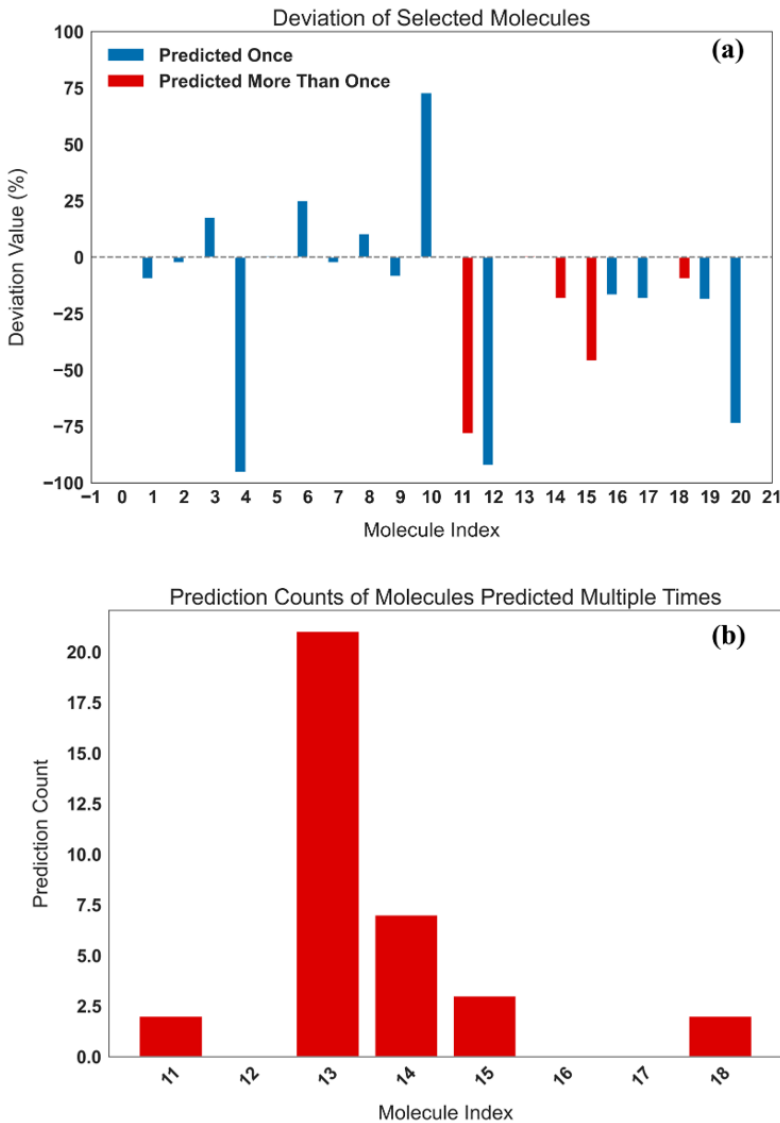 Deviation of Selected Molecules
(a)
Predicted Once
Predicted More Than Once
100
75
50
25
0
−25
−50
−75
−100
Deviation Value (%)
−1 0 1 2 3 4 5 6 7 8 9 10 11 12 13 14 15 16 17 18 19 20 21
Molecule Index
Prediction Counts of Molecules Predicted Multiple Times
(b)
20.0
17.5
15.0
12.5
10.0
7.5
5.0
2.5
0.0
Prediction Count
11 12 13 14 15 16 17 18
Molecule Index